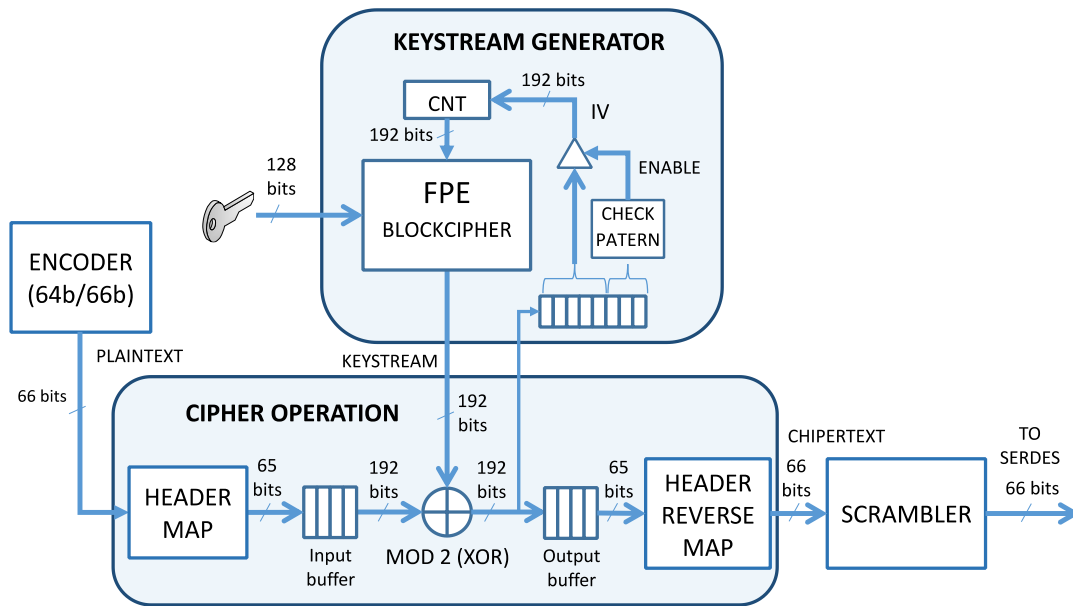 KEYSTREAM GENERATOR
192 bits
CNT
IV
192 bits
128
bits
FPE
BLOCKCIPHER
ENABLE
CHECK
PATERN
ENCODER
(64b/66b)
PLAINTEXT
KEYSTREAM
66 bits
CIPHER OPERATION
192
bits
CHIPERTEXT
TO
SERDES
65
bits
192
bits
192
bits
65
bits
66
bits
66 bits
HEADER
MAP
HEADER
REVERSE
MAP
SCRAMBLER
Input
buffer
MOD 2 (XOR)
Output
buffer